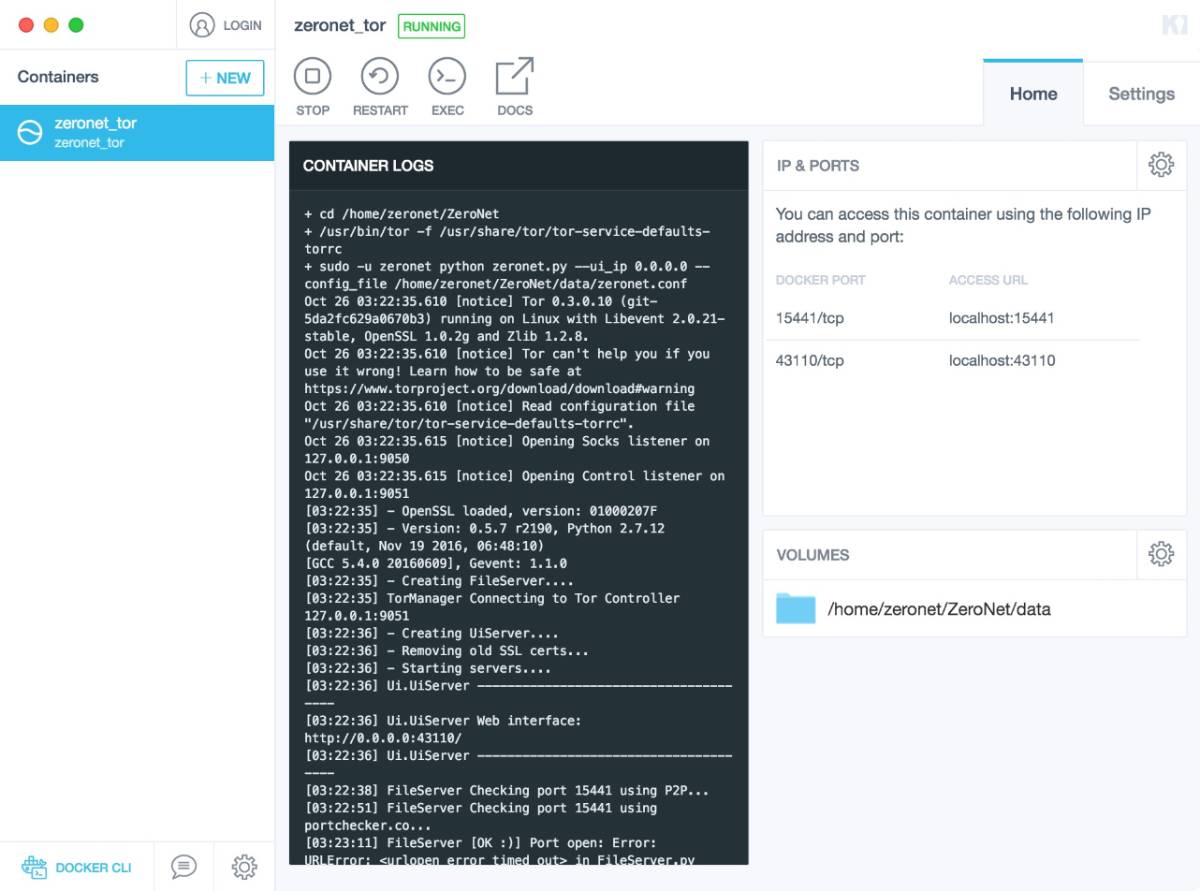 LOGIN
zeronet_tor RUNNING
Containers
+ NEW
STOP RESTART EXEC DOCS
Home Settings
zeronet_tor
zeronet_tor
CONTAINER LOGS
+ cd /home/zeronet/ZeroNet
+ /usr/bin/tor -f /usr/share/tor/tor-service-defaults-
torrc
+ sudo -u zeronet python zeronet.py --ui_ip 0.0.0.0 --
config_file /home/zeronet/ZeroNet/data/zeronet.conf
Oct 26 03:22:35.610 [notice] Tor 0.3.0.10 (git-
5da2fc629a0670b3) running on Linux with Libevent 2.0.21-
stable, OpenSSL 1.0.2g and Zlib 1.2.8.
Oct 26 03:22:35.610 [notice] Tor can't help you if you
use it wrong! Learn how to be safe at
https://www.torproject.org/download/download#warning
Oct 26 03:22:35.610 [notice] Read configuration file
"/usr/share/tor/tor-service-defaults-torrc".
Oct 26 03:22:35.615 [notice] Opening Socks listener on
127.0.0.1:9050
Oct 26 03:22:35.615 [notice] Opening Control listener on
127.0.0.1:9051
[03:22:35] - OpenSSL loaded, version: 01000207F
[03:22:35] - Version: 0.5.7 r2190, Python 2.7.12
(default, Nov 19 2016, 06:48:10)
[GCC 5.4.0 20160609], Gevent: 1.1.0
[03:22:35] - Creating FileServer....
[03:22:35] TorManager Connecting to Tor Controller
127.0.0.1:9051
[03:22:36] - Creating UiServer....
[03:22:36] - Removing old SSL certs...
[03:22:36] - Starting servers....
[03:22:36] Ui.UiServer ----------------------------------
----
[03:22:36] Ui.UiServer Web interface:
http://0.0.0.0:43110/
[03:22:36] Ui.UiServer ----------------------------------
----
[03:22:38] FileServer Checking port 15441 using P2P...
[03:22:51] FileServer Checking port 15441 using
portchecker.co...
[03:23:11] FileServer [OK :)] Port open: Error:
URLError: <urlopen error timed out> in FileServer.py
IP & PORTS
You can access this container using the following IP
address and port:
DOCKER PORT ACCESS URL
15441/tcp localhost:15441
43110/tcp localhost:43110
VOLUMES
/home/zeronet/ZeroNet/data
DOCKER CLI